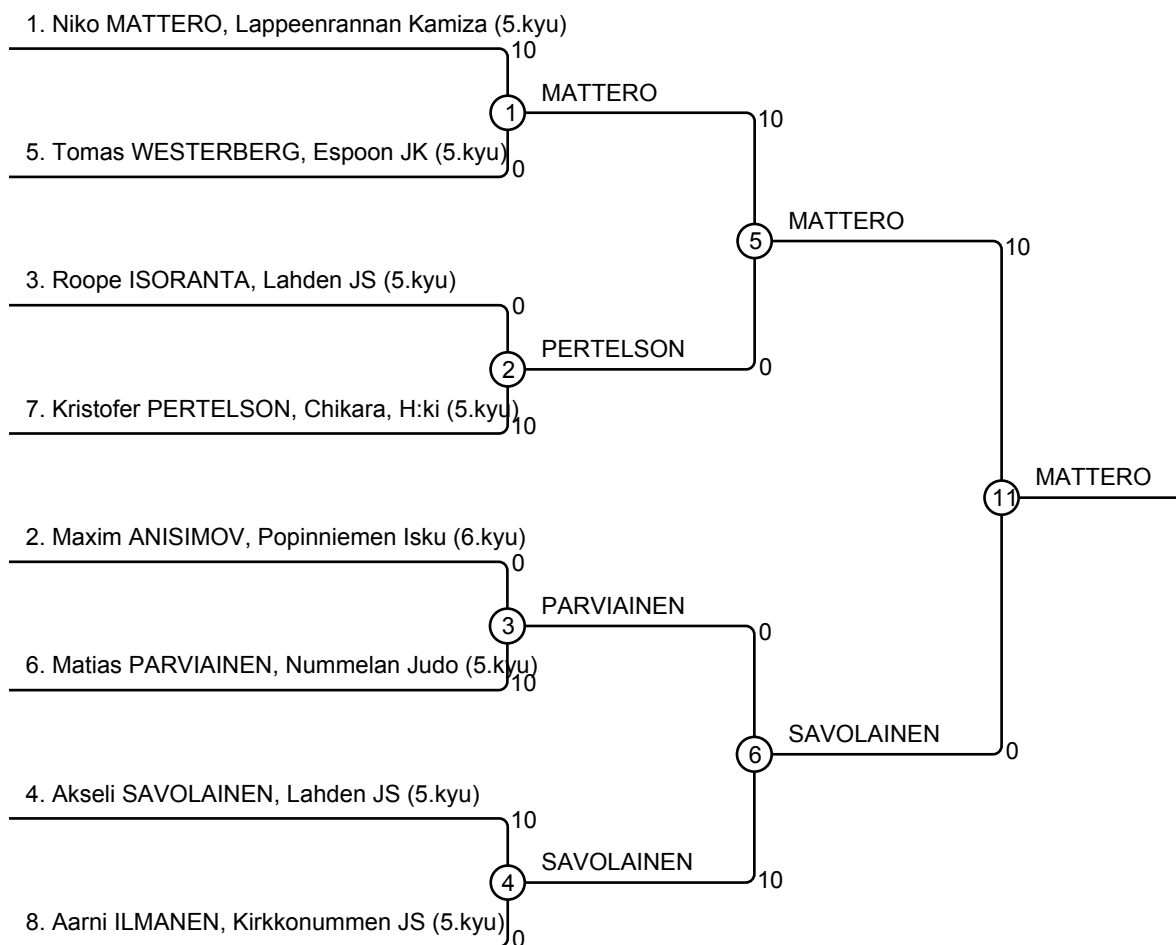 1. Niko MATTERO, Lappeenrannan Kamiza (5.kyu)
10
1
MATTERO
10
5. Tomas WESTERBERG, Espoon JK (5.kyu)
0
5
MATTERO
10
3. Roope ISORANTA, Lahden JS (5.kyu)
0
2
PERTELSON
0
7. Kristofer PERTELSON, Chikara, H:ki (5.kyu)
10
11
MATTERO
2. Maxim ANISIMOV, Popinniemen Isku (6.kyu)
0
3
PARVIAINEN
0
6. Matias PARVIAINEN, Nummelan Judo (5.kyu)
10
6
SAVOLAINEN
0
4. Akseli SAVOLAINEN, Lahden JS (5.kyu)
10
4
SAVOLAINEN
10
8. Aarni ILMANEN, Kirkkonummen JS (5.kyu)
0